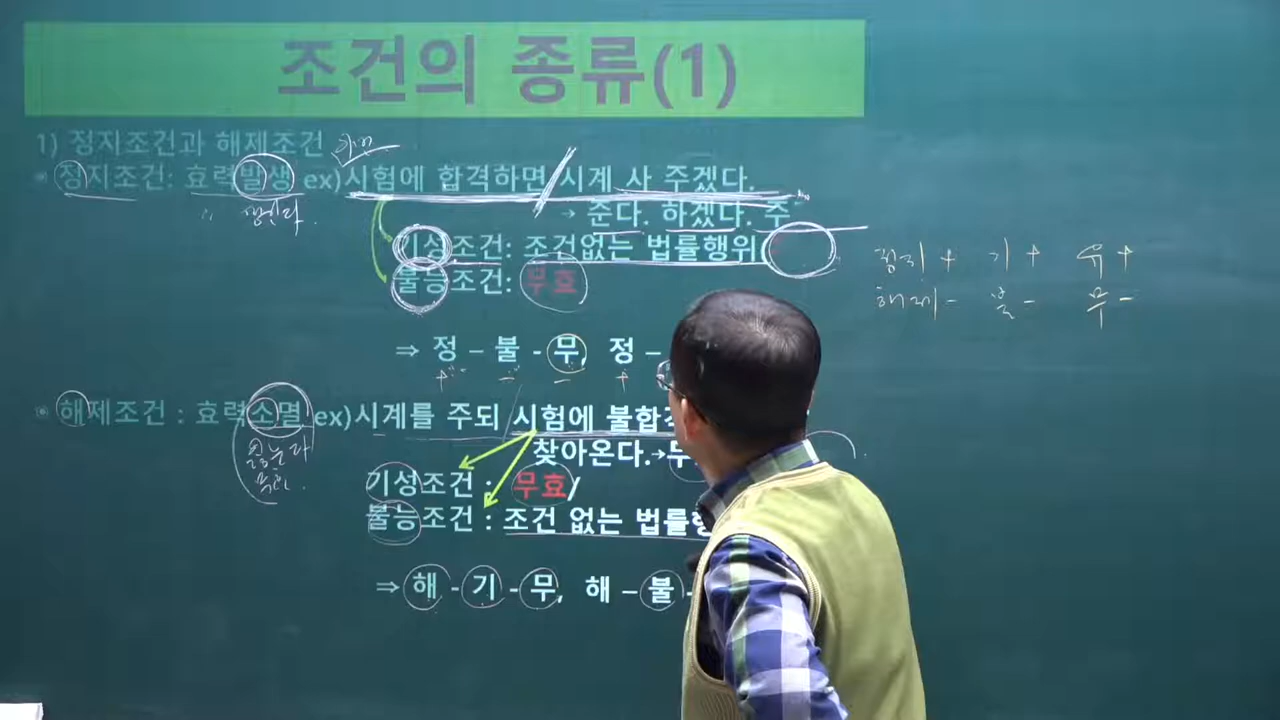 조건의 종류(1)
1) 정지조건과 해제조건
• 정지조건: 효력발생 ex)시험에 합격하면 시계 사 주겠다.
생긴다.
→ 준다. 하겠다. 주
기성조건: 조건없는 법률행위
불능조건: 무효
정지 + 기 + 유 +
해제 - 불 - 무 -
⇒ 정 – 불 - 무, 정 –
+ - - +
• 해제조건 : 효력소멸 ex)시계를 주되 시험에 불합격
찾아온다.→무
기성조건 : 무효/
불능조건 : 조건 없는 법률행
⇒ 해 - 기 - 무, 해 – 불 -